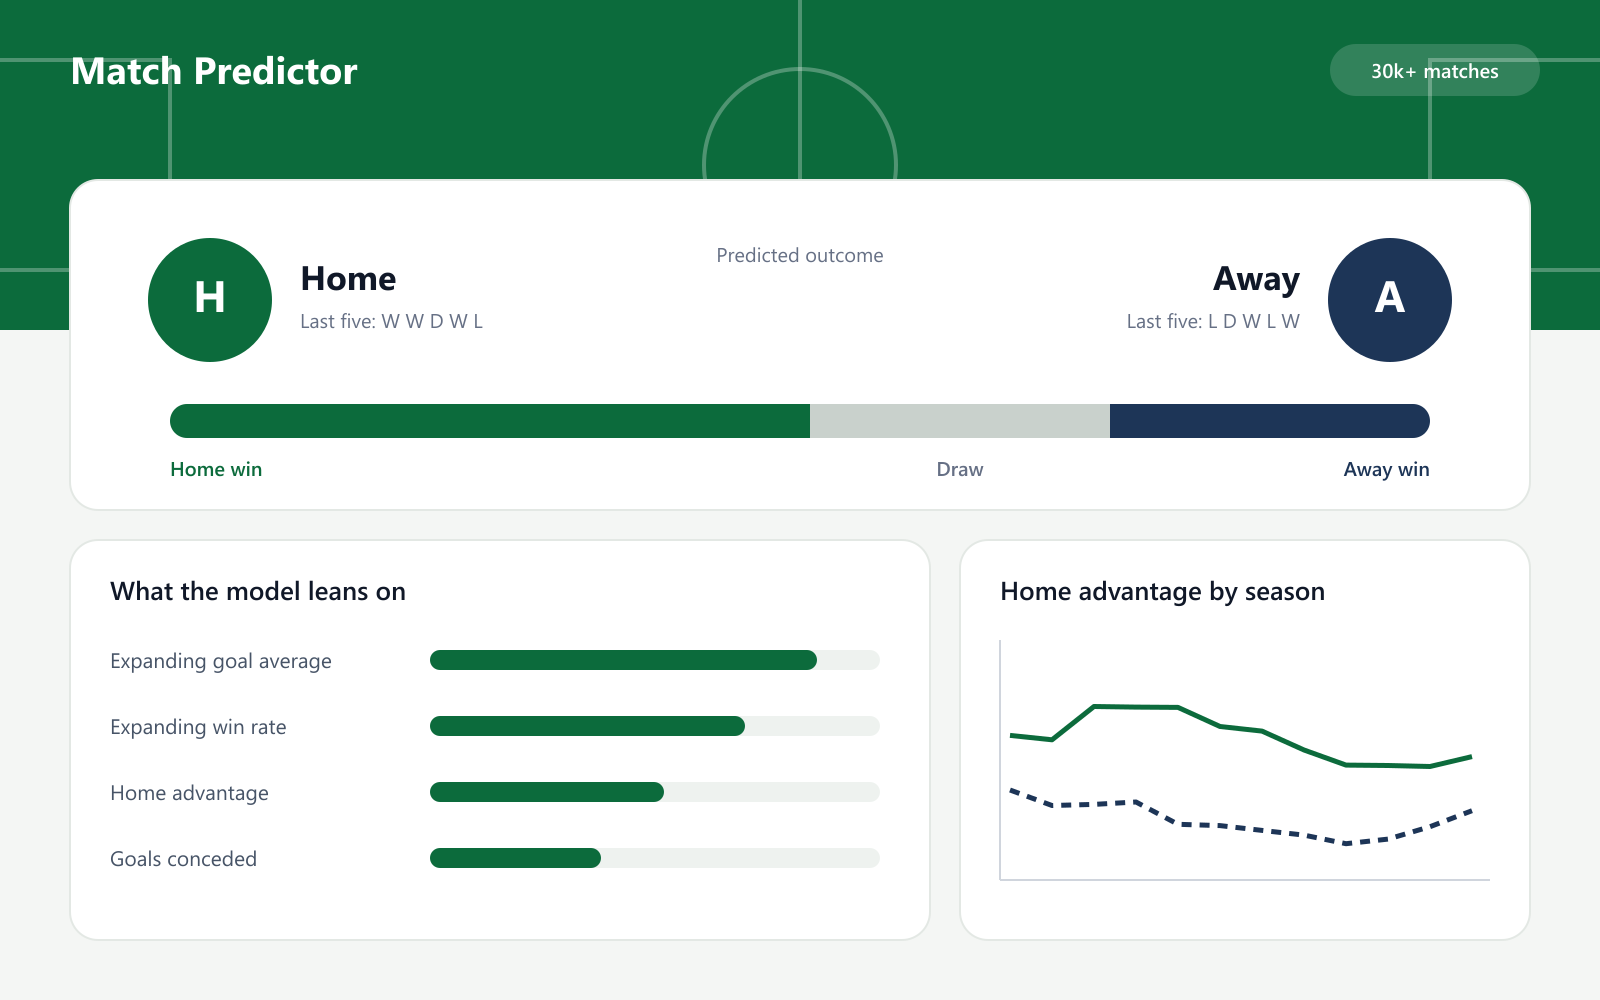 Match Predictor
30k+ matches
H
Home
Last five: W W D W L
Predicted outcome
Away
Last five: L D W L W
A
Home win
Draw
Away win
What the model leans on
Expanding goal average
Expanding win rate
Home advantage
Goals conceded
Home advantage by season